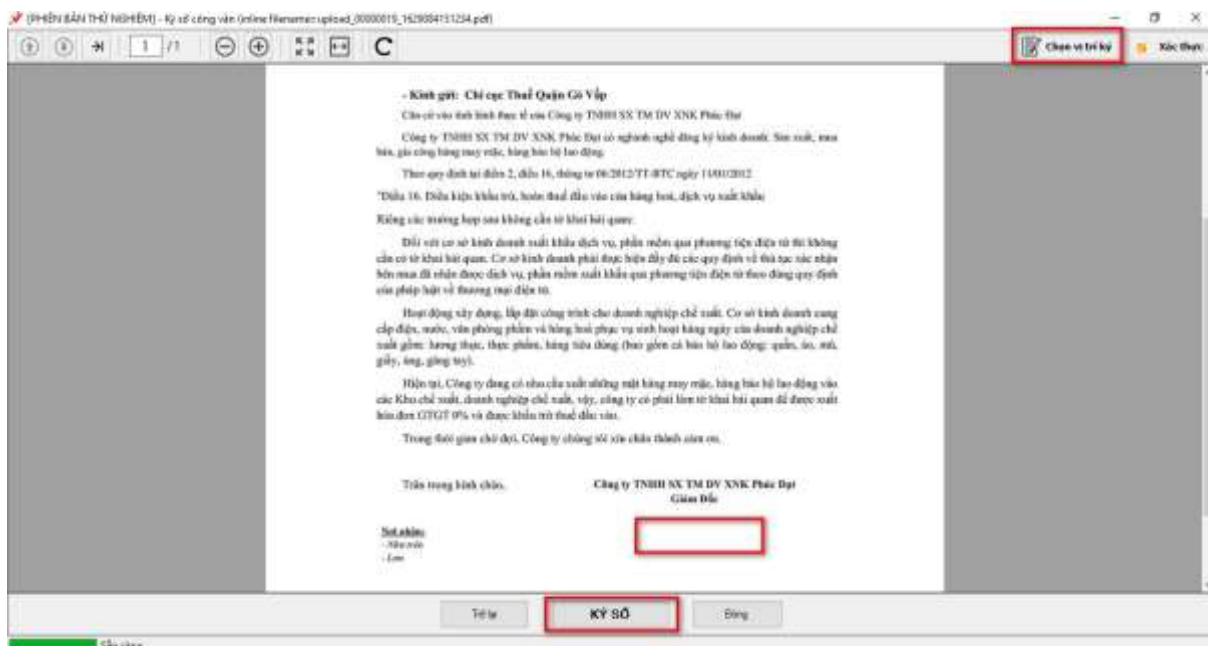 [PHIÊN BẢN THỬ NGHIỆM] - Ký số công văn (inline filename: upload_00000019_1629084151234.pdf)
1 /1 Chọn vị trí ký Xác thực
- Kính gửi: Chi cục Thuế Quận Gò Vấp
Căn cứ vào tình hình thực tế của Công ty TNHH SX TM DV XNK Phúc Đạt
Công ty TNHH SX TM DV XNK Phúc Đạt có nghành nghề đăng ký kinh doanh: Sản xuất, mua
bán, gia công hàng may mặc, hàng bảo hộ lao động.
Theo quy định tại điểm 2, điều 16, thông tư 06/2012/TT-BTC ngày 11/01/2012
"Điều 16. Điều kiện khấu trừ, hoàn thuế đầu vào của hàng hoá, dịch vụ xuất khẩu
Riêng các trường hợp sau không cần tờ khai hải quan:
Đối với cơ sở kinh doanh xuất khẩu dịch vụ, phần mềm qua phương tiện điện tử thì không
cần có tờ khai hải quan. Cơ sở kinh doanh phải thực hiện đầy đủ các quy định về thủ tục xác nhận
bên mua đã nhận được dịch vụ, phần mềm xuất khẩu qua phương tiện điện tử theo đúng quy định
của pháp luật về thương mại điện tử.
Hoạt động xây dựng, lắp đặt công trình cho doanh nghiệp chế xuất. Cơ sở kinh doanh cung
cấp điện, nước, văn phòng phẩm và hàng hoá phục vụ sinh hoạt hàng ngày của doanh nghiệp chế
xuất gồm: lương thực, thực phẩm, hàng tiêu dùng (bao gồm cả bảo hộ lao động: quần, áo, mũ,
giầy, ủng, găng tay).
Hiện tại, Công ty đang có nhu cầu xuất những mặt hàng may mặc, hàng bảo hộ lao động vào
các Khu chế xuất, doanh nghiệp chế xuất, vậy, công ty có phải làm tờ khai hải quan để được xuất
hóa đơn GTGT 0% và được khấu trừ thuế đầu vào.
Trong thời gian chờ đợi, Công ty chúng tôi xin chân thành cám ơn.
Trân trọng kính chào, Công ty TNHH SX TM DV XNK Phúc Đạt
Giám Đốc
Nơi nhận:
- Như trên
- Lưu
Trở lại KÝ SỐ Đóng
Sẵn sàng